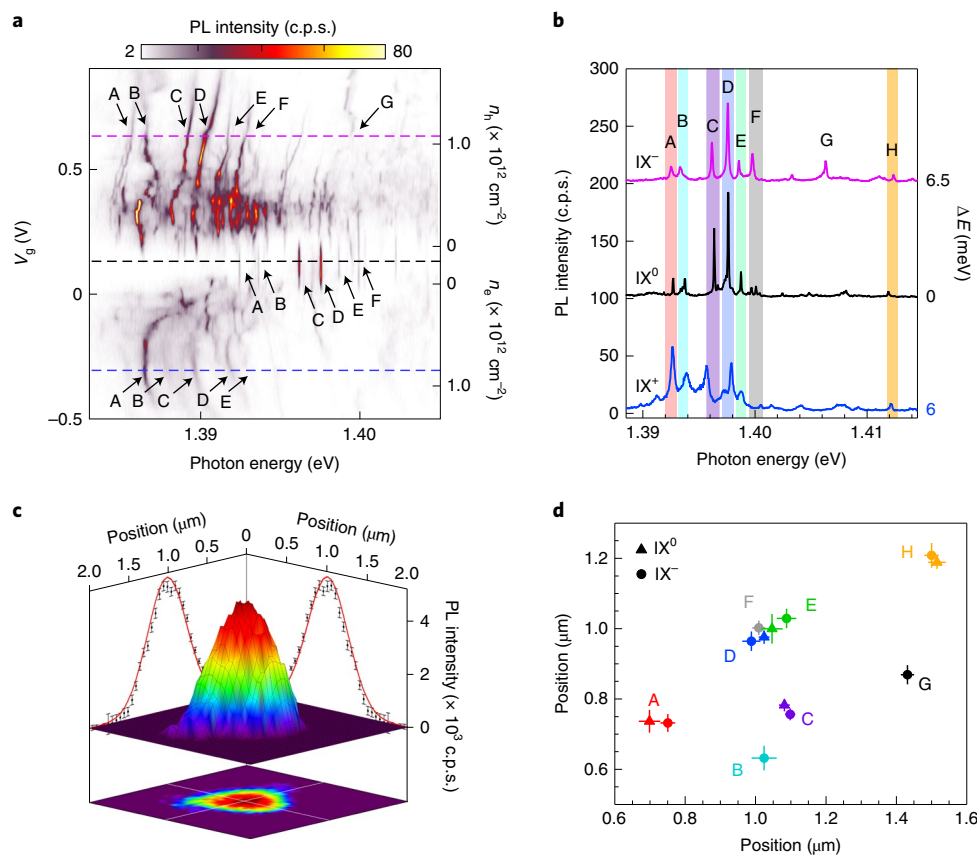 a
PL intensity (c.p.s.)
2 80
A B C D E F G
V_g (V)
0.5
0
−0.5
n_h (× 10^12 cm^−2)
1.0
0
0
n_e (× 10^12 cm^−2)
1.0
A B C D E F
A B C D E
1.39 1.40
Photon energy (eV)
b
PL intensity (c.p.s.)
300
250
200
150
100
50
0
A B C D E F G H
IX^−
IX^0
IX^+
6.5
0
6
ΔE (meV)
1.39 1.40 1.41
Photon energy (eV)
c
Position (μm) Position (μm)
2.0 1.5 1.0 0.5 0 0.5 1.0 1.5 2.0
PL intensity (× 10^3 c.p.s.)
4
2
0
d
IX^0
IX^−
Position (μm)
1.2
1.0
0.8
0.6
H
F
E
D
G
A
C
B
0.6 0.8 1.0 1.2 1.4 1.6
Position (μm)